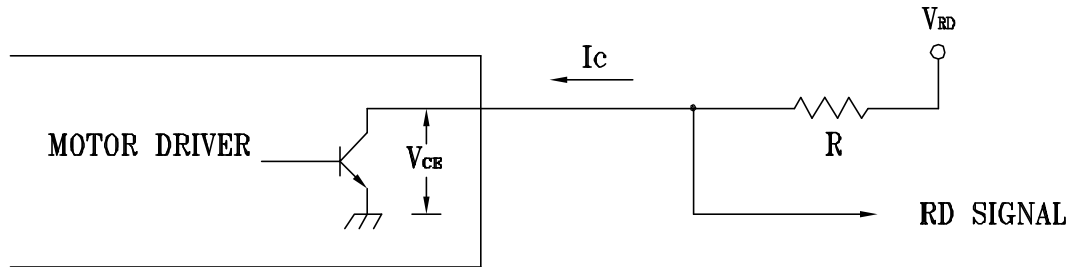 V_RD
Ic
MOTOR DRIVER
V_CE
R
RD SIGNAL